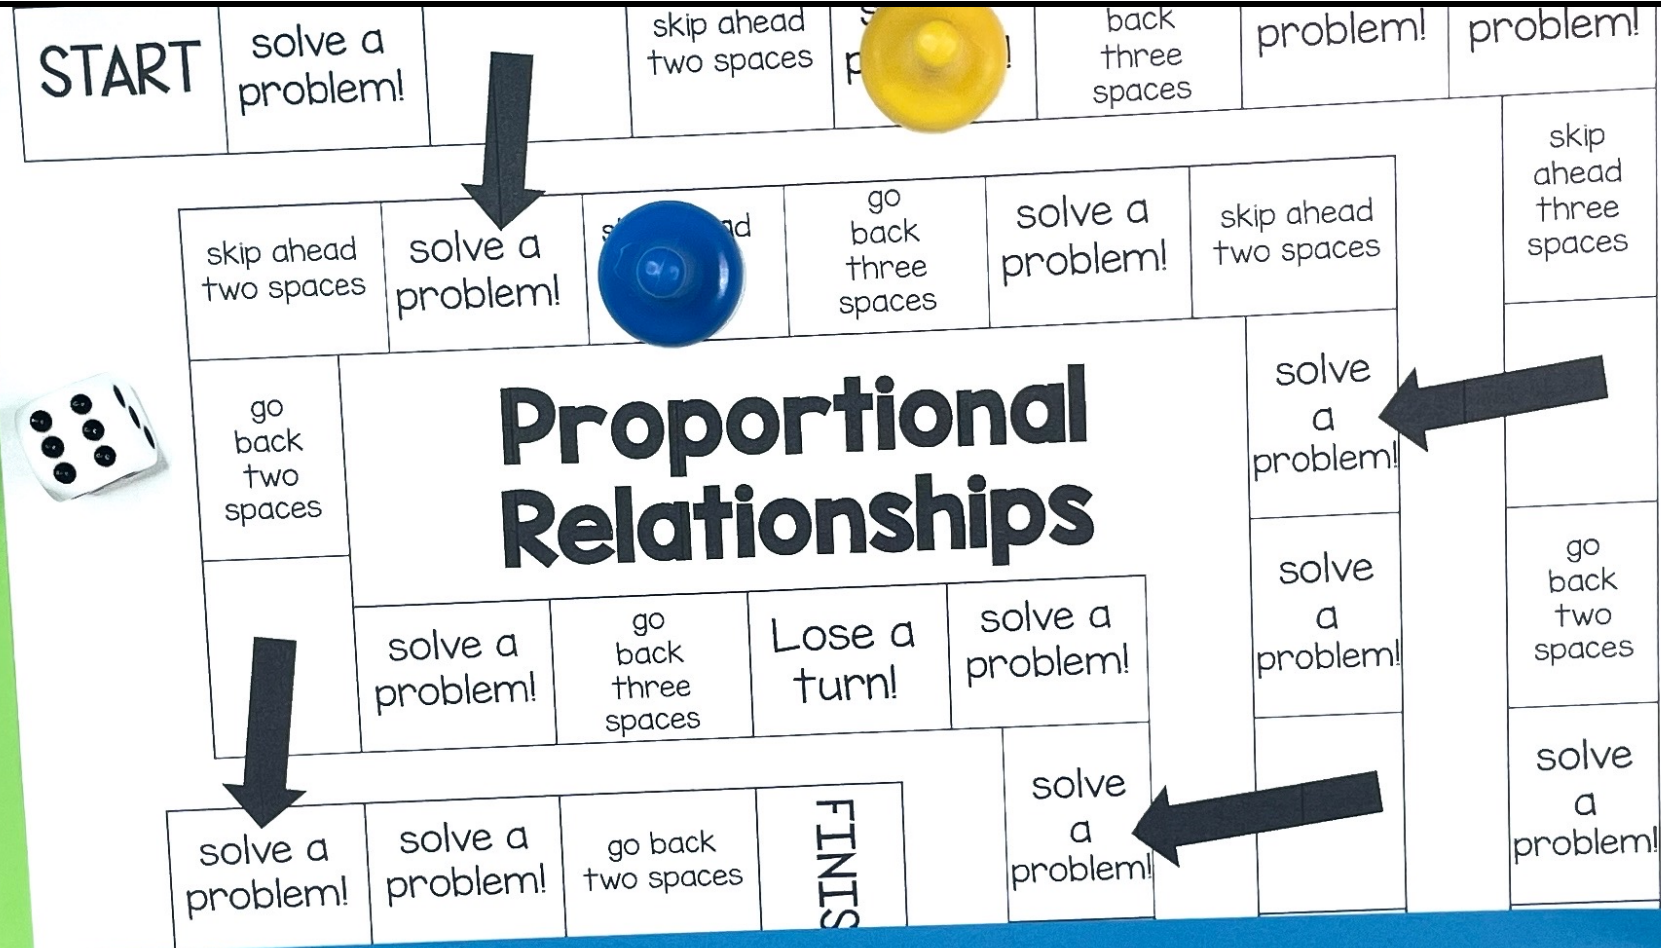 START
solve a
problem!
skip ahead
two spaces
back
three
spaces
problem!
problem!
skip
ahead
three
spaces
skip ahead
two spaces
solve a
problem!
go
back
three
spaces
solve a
problem!
skip ahead
two spaces
go
back
two
spaces
Proportional
Relationships
solve
a
problem!
solve
a
problem!
go
back
two
spaces
solve a
problem!
go
back
three
spaces
Lose a
turn!
solve a
problem!
solve
a
problem!
solve
a
problem!
solve a
problem!
solve a
problem!
go back
two spaces
FINIS